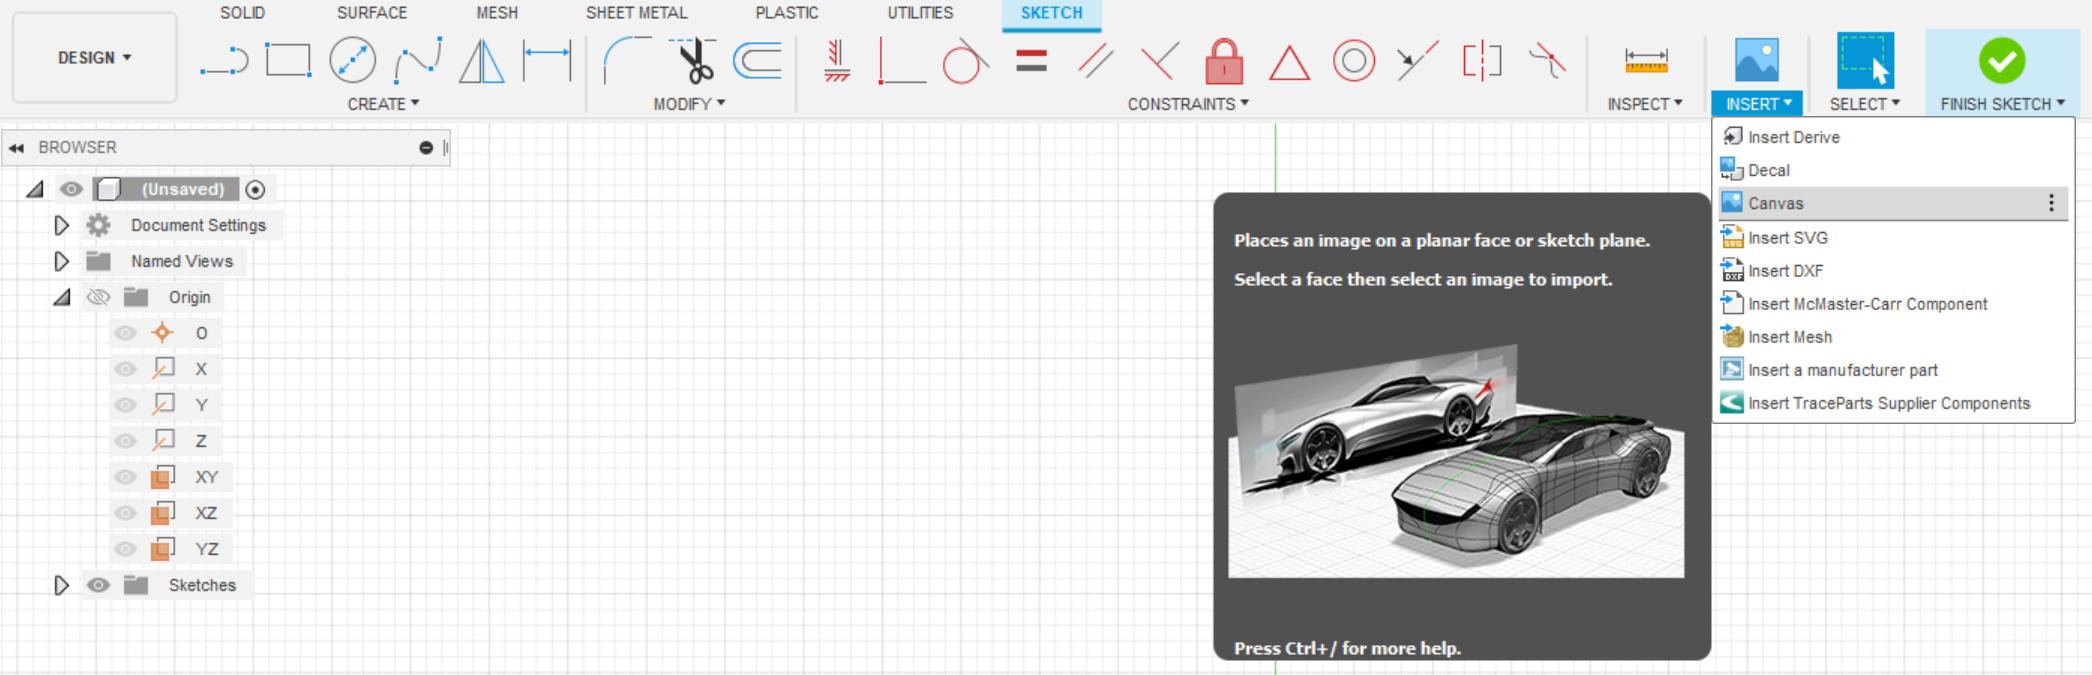 SOLID SURFACE MESH SHEET METAL PLASTIC UTILITIES SKETCH
DESIGN
CREATE MODIFY CONSTRAINTS INSPECT INSERT SELECT FINISH SKETCH
BROWSER
(Unsaved)
Document Settings
Named Views
Origin
O
X
Y
Z
XY
XZ
YZ
Sketches
Places an image on a planar face or sketch plane.
Select a face then select an image to import.
Press Ctrl+/ for more help.
Insert Derive
Decal
Canvas
SVG Insert SVG
DXF Insert DXF
Insert McMaster-Carr Component
Insert Mesh
Insert a manufacturer part
Insert TraceParts Supplier Components